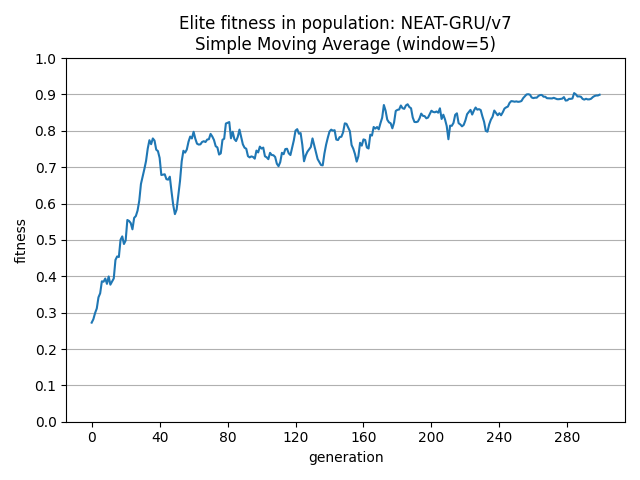 Elite fitness in population: NEAT-GRU/v7
Simple Moving Average (window=5)
1.0
0.9
0.8
0.7
0.6
0.5
0.4
0.3
0.2
0.1
0.0
fitness
0 40 80 120 160 200 240 280
generation